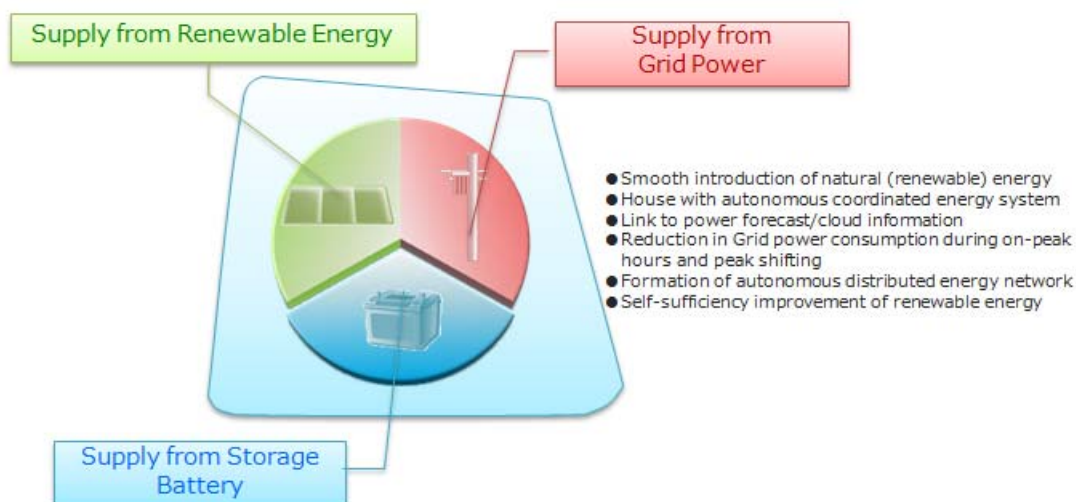 Supply from Renewable Energy
Supply from
Grid Power
● Smooth introduction of natural (renewable) energy
● House with autonomous coordinated energy system
● Link to power forecast/cloud information
● Reduction in Grid power consumption during on-peak
hours and peak shifting
● Formation of autonomous distributed energy network
● Self-sufficiency improvement of renewable energy
Supply from Storage
Battery